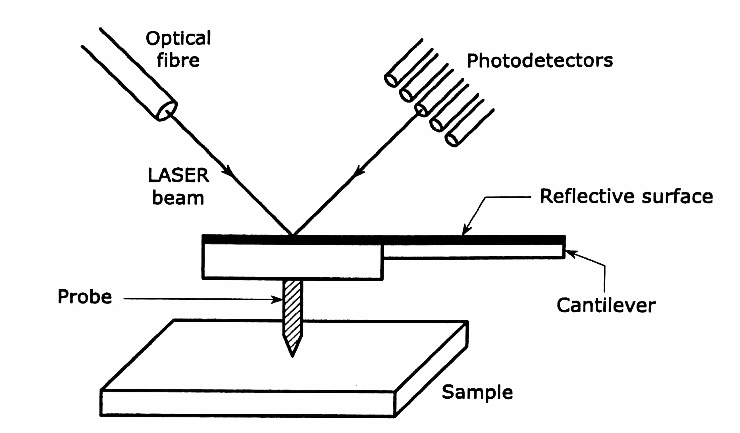 Optical
fibre
Photodetectors
LASER
beam
Reflective surface
Probe
Cantilever
Sample